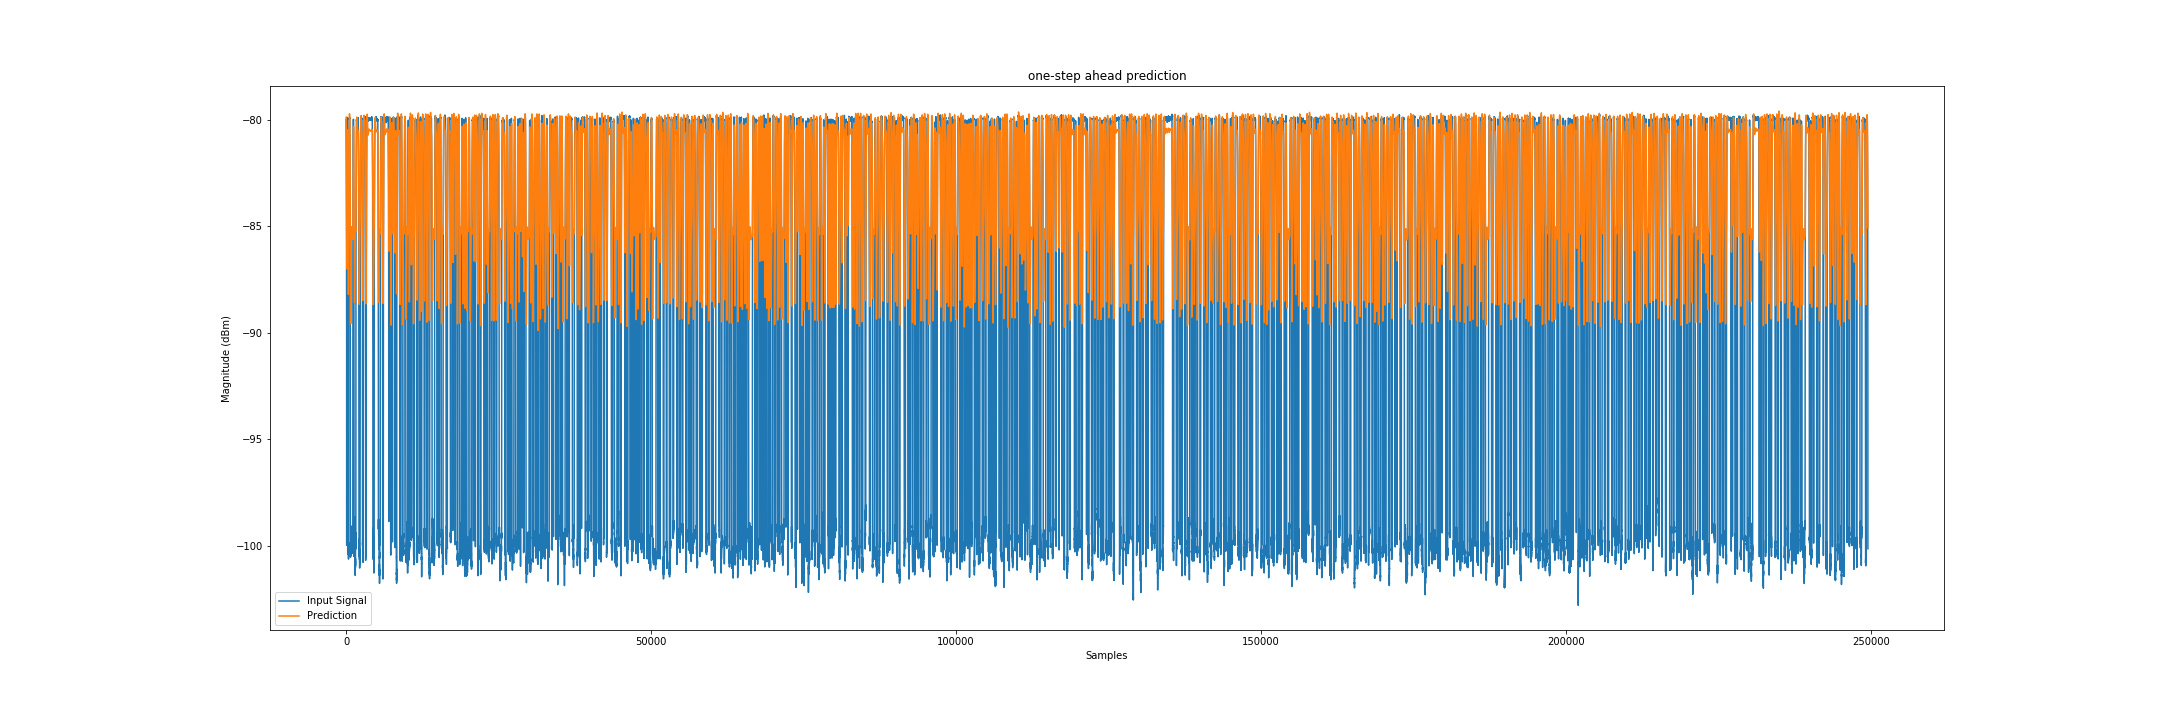 one-step ahead prediction
−80
−85
−90
−95
−100
Magnitude (dBm)
Input Signal
Prediction
0
50000
100000
150000
200000
250000
Samples